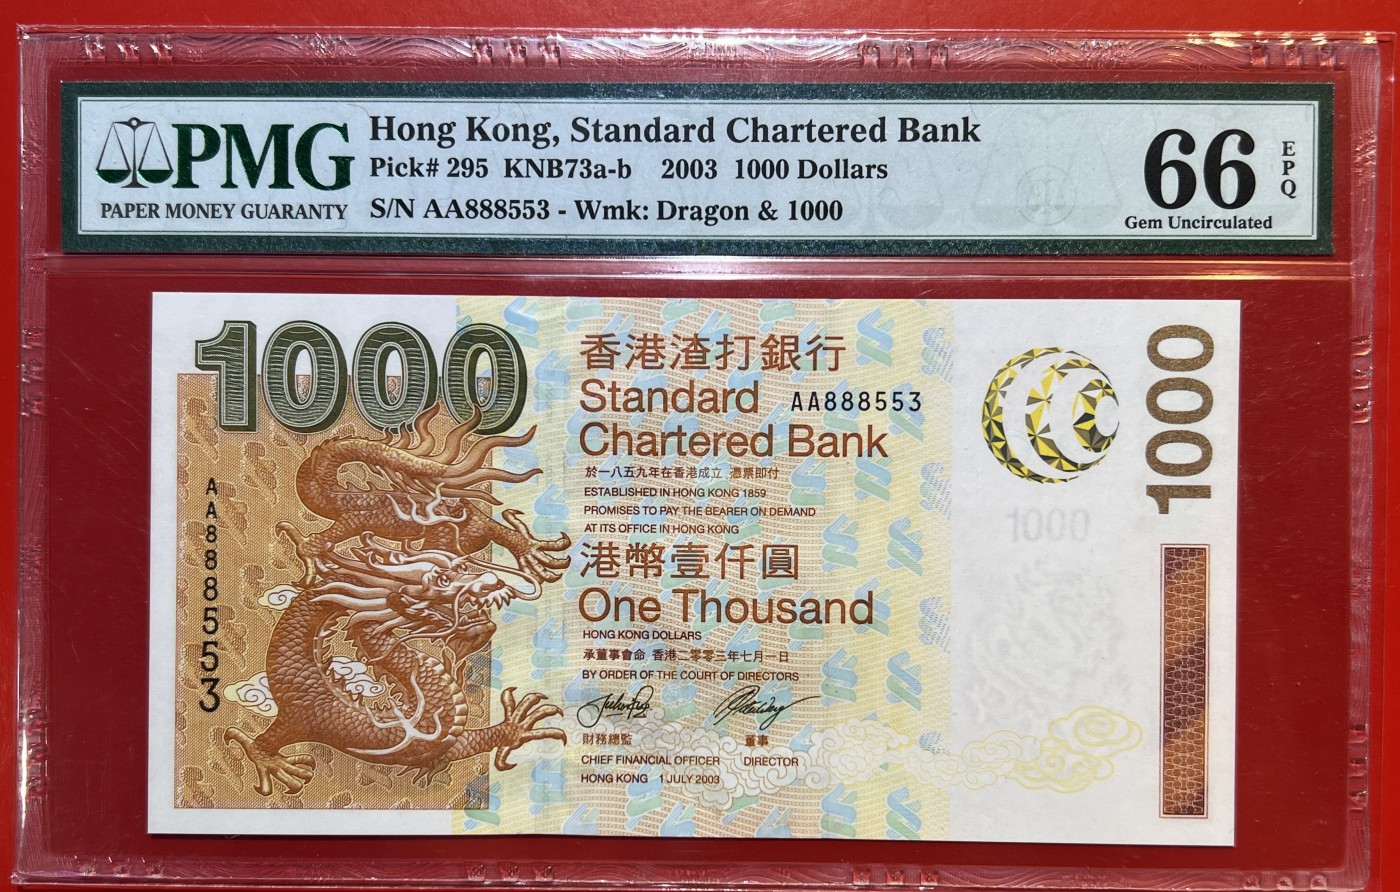 PMG
PAPER MONEY GUARANTY
Hong Kong, Standard Chartered Bank
Pick# 295 KNB73a-b 2003 1000 Dollars
S/N AA888553 - Wmk: Dragon & 1000
66
EPQ
Gem Uncirculated
1000
香港渣打銀行
Standard
Chartered Bank
AA888553
於一八五九年在香港成立 憑票即付
ESTABLISHED IN HONG KONG 1859
PROMISES TO PAY THE BEARER ON DEMAND
AT ITS OFFICE IN HONG KONG
港幣壹仟圓
One Thousand
HONG KONG DOLLARS
承董事會命 香港二零零三年七月一日
BY ORDER OF THE COURT OF DIRECTORS
財務總監 董事
CHIEF FINANCIAL OFFICER DIRECTOR
HONG KONG 1 JULY 2003
AA888553
1000
1000